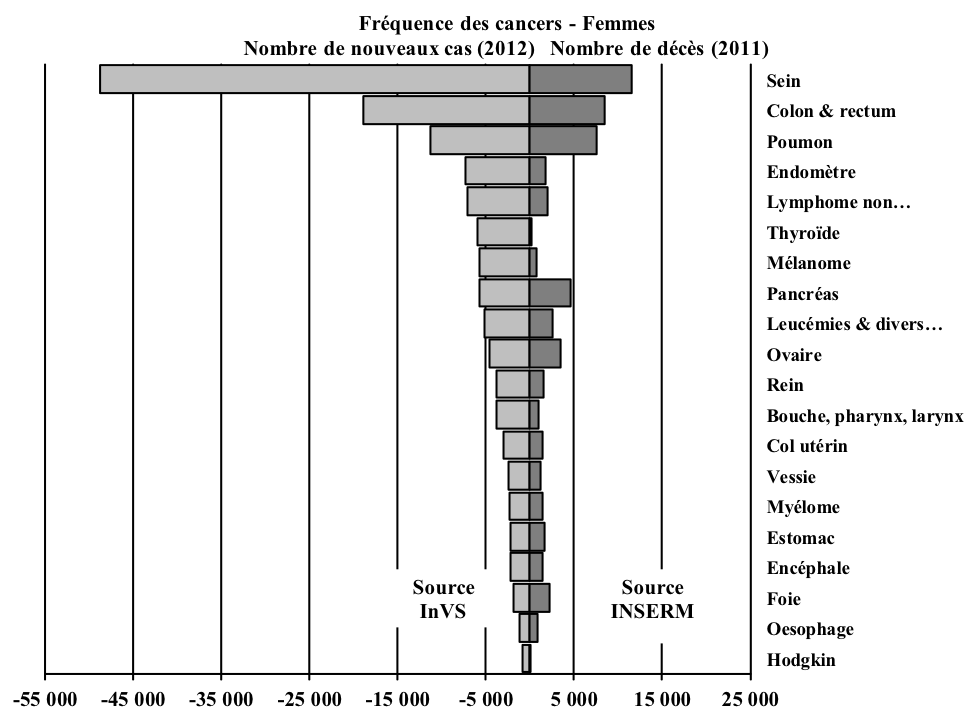 Fréquence des cancers - Femmes
Nombre de nouveaux cas (2012) Nombre de décès (2011)
Sein
Colon & rectum
Poumon
Endomètre
Lymphome non…
Thyroïde
Mélanome
Pancréas
Leucémies & divers…
Ovaire
Rein
Bouche, pharynx, larynx
Col utérin
Vessie
Myélome
Estomac
Encéphale
Foie
Oesophage
Hodgkin
Source
InVS
Source
INSERM
-55 000 -45 000 -35 000 -25 000 -15 000 -5 000 5 000 15 000 25 000